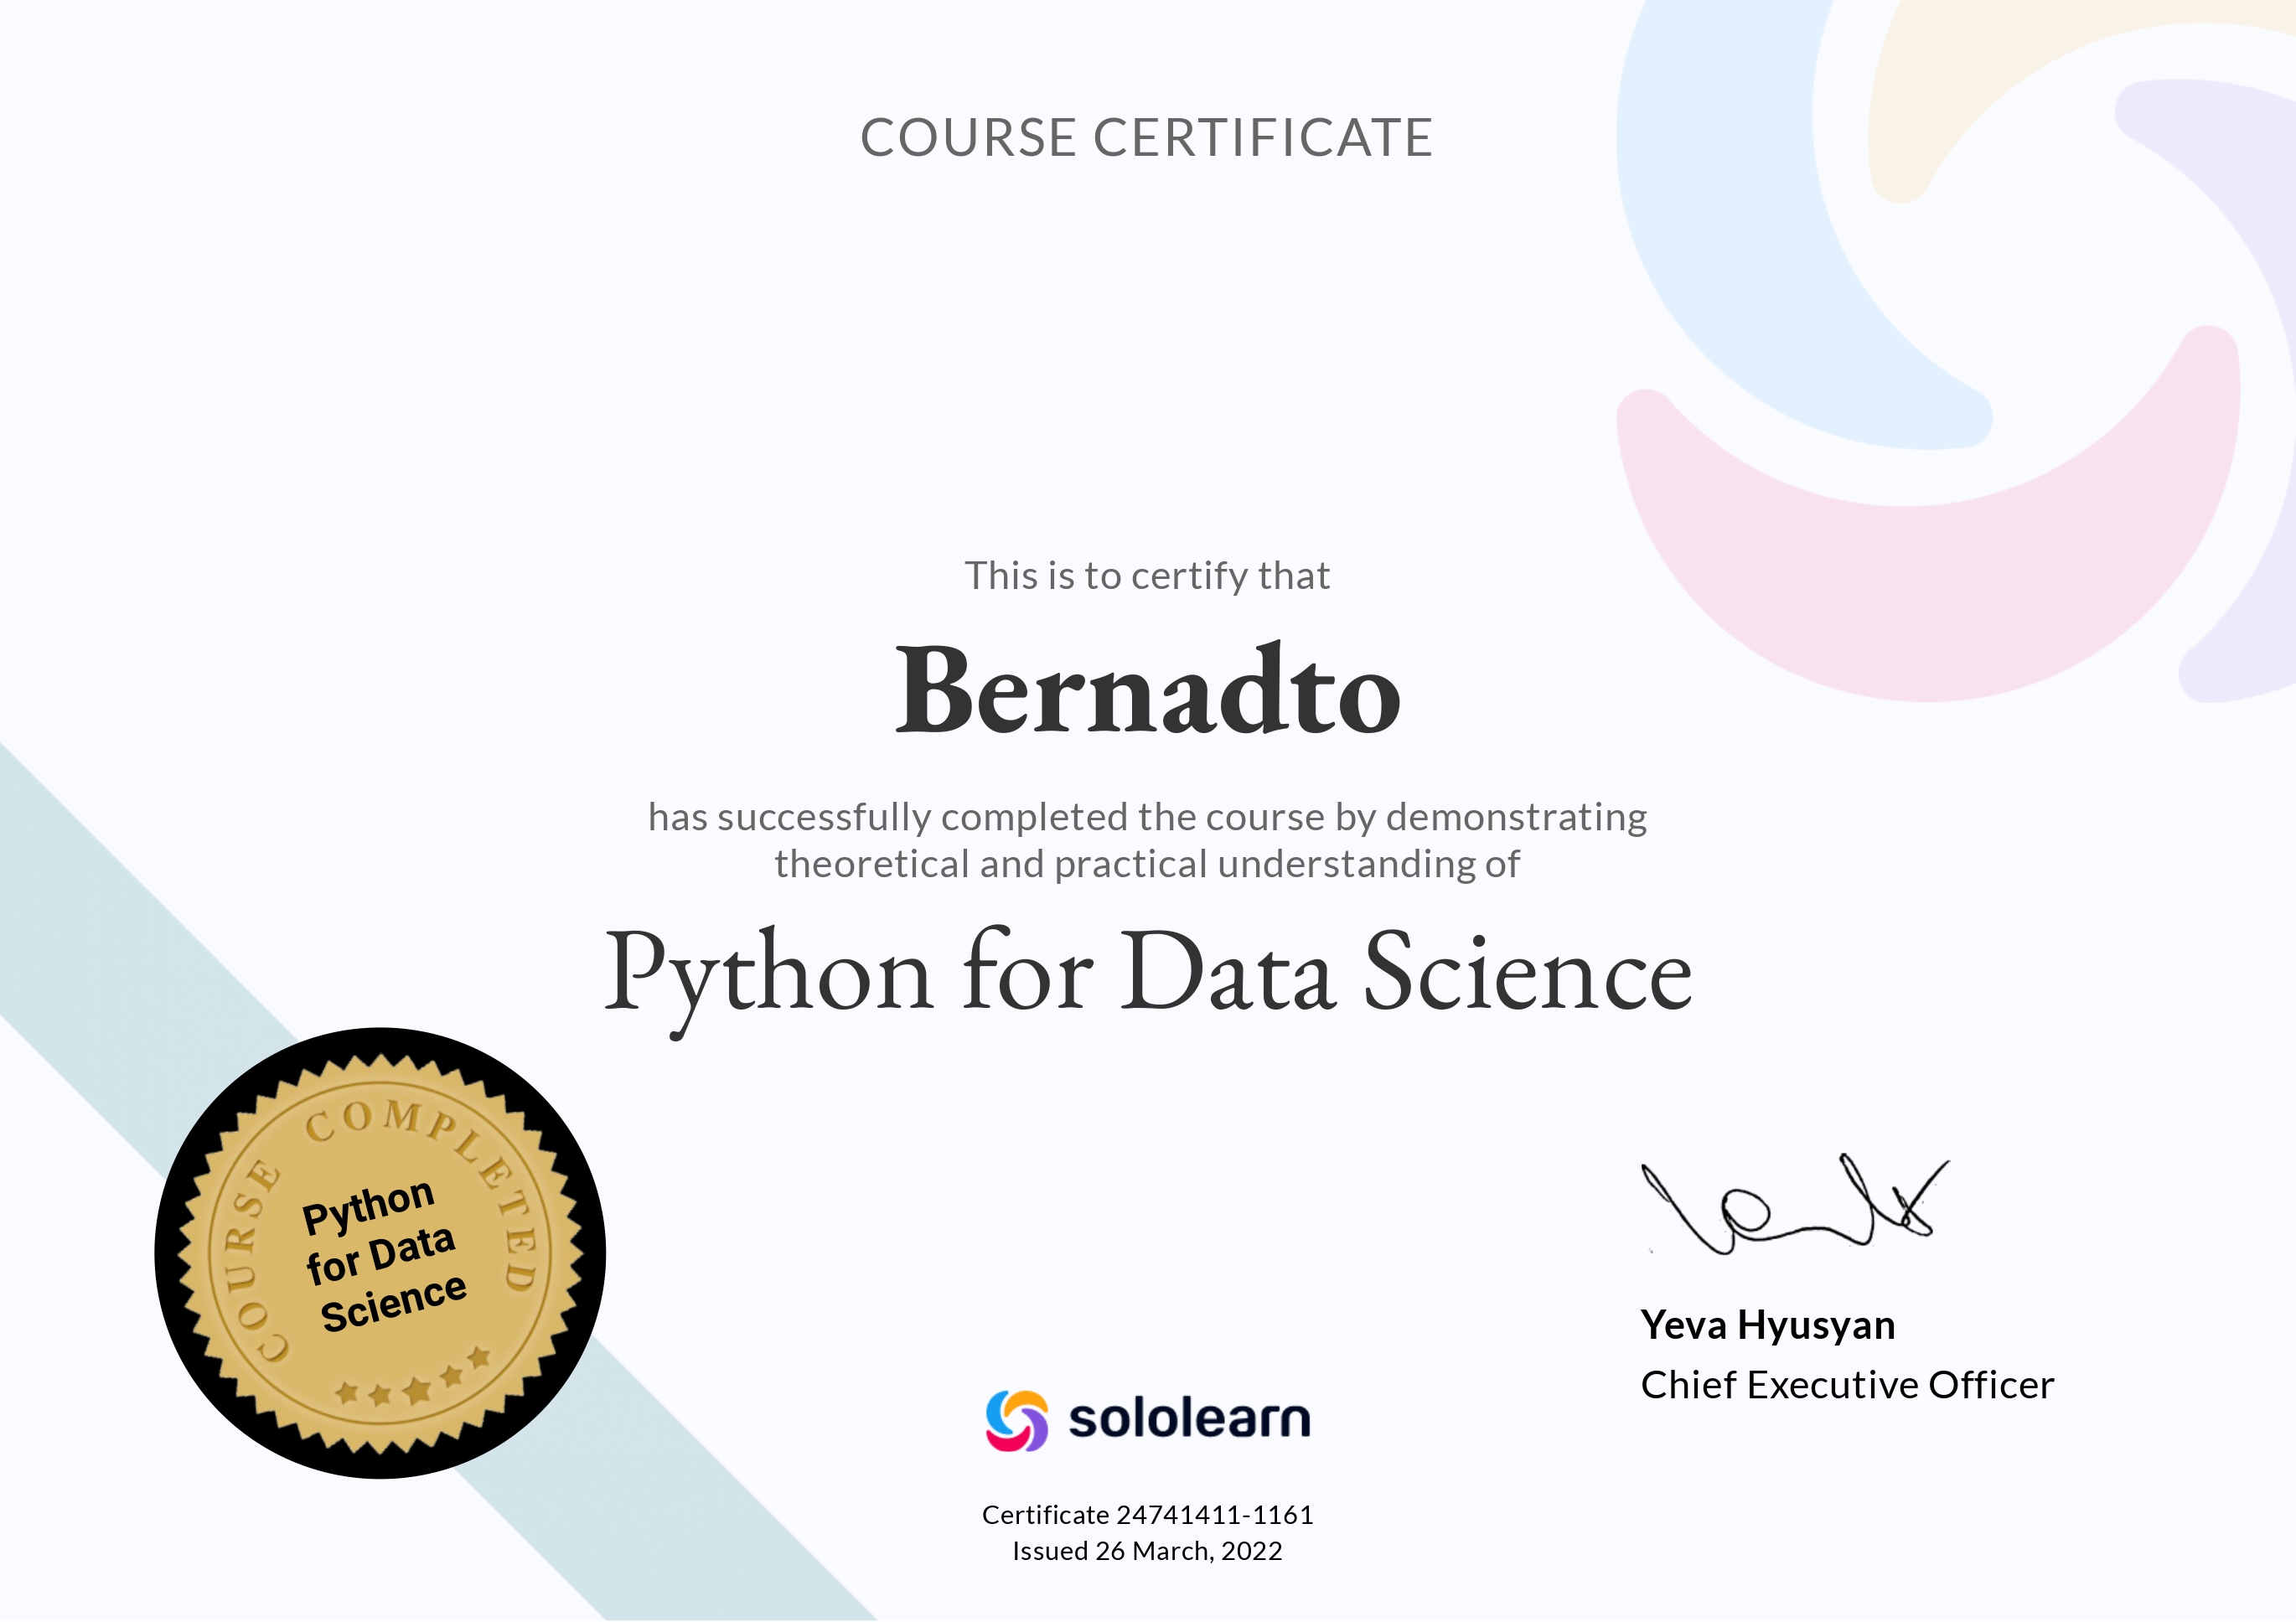 COURSE CERTIFICATE
This is to certify that
Bernadto
has successfully completed the course by demonstrating
theoretical and practical understanding of
Python for Data Science
COURSE COMPLETED
Python
for Data
Science
Yeva Hyusyan
Chief Executive Officer
sololearn
Certificate 24741411-1161
Issued 26 March, 2022